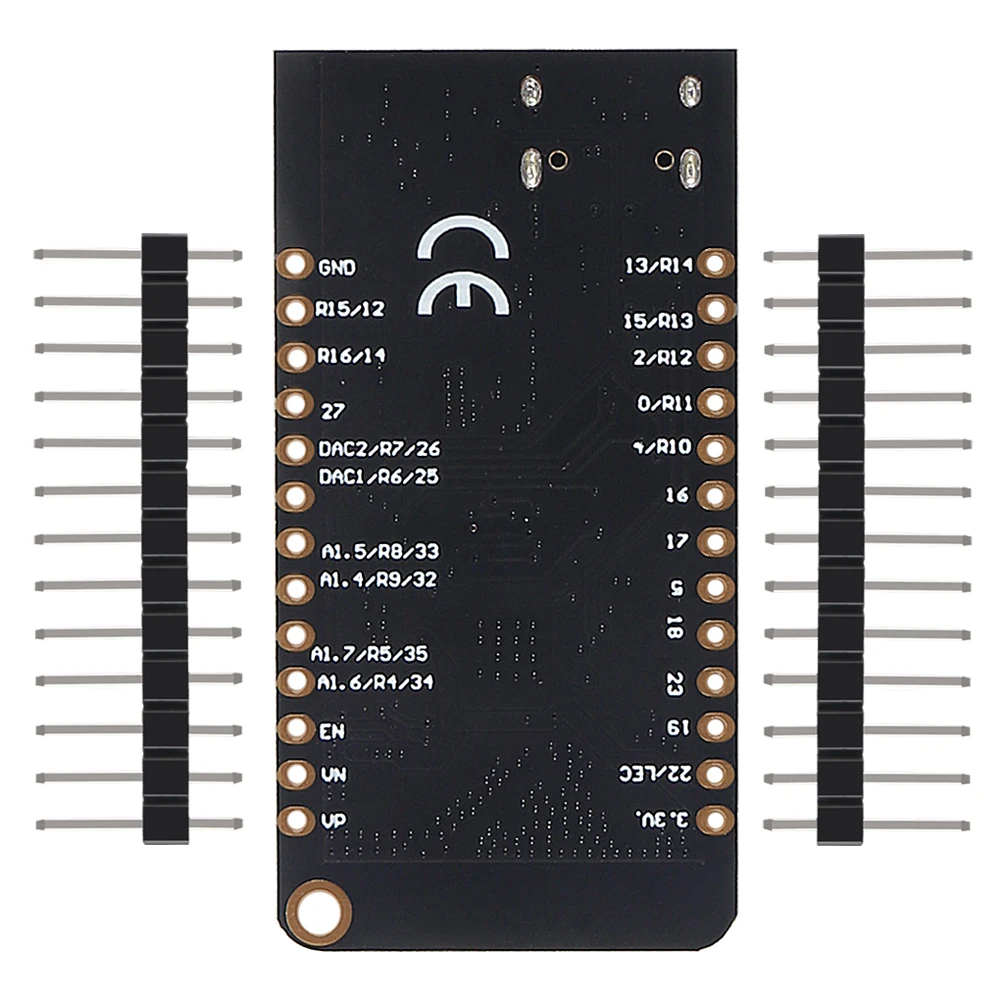 CE
GND
R15/12
R16/14
27
DAC2/R7/26
DAC1/R6/25
A1.5/R8/33
A1.4/R9/32
A1.7/R5/35
A1.6/R4/34
EN
VN
VP
13/R14
15/R13
2/R12
0/R11
4/R10
16
17
5
18
23
19
22/LEC
3.3V.